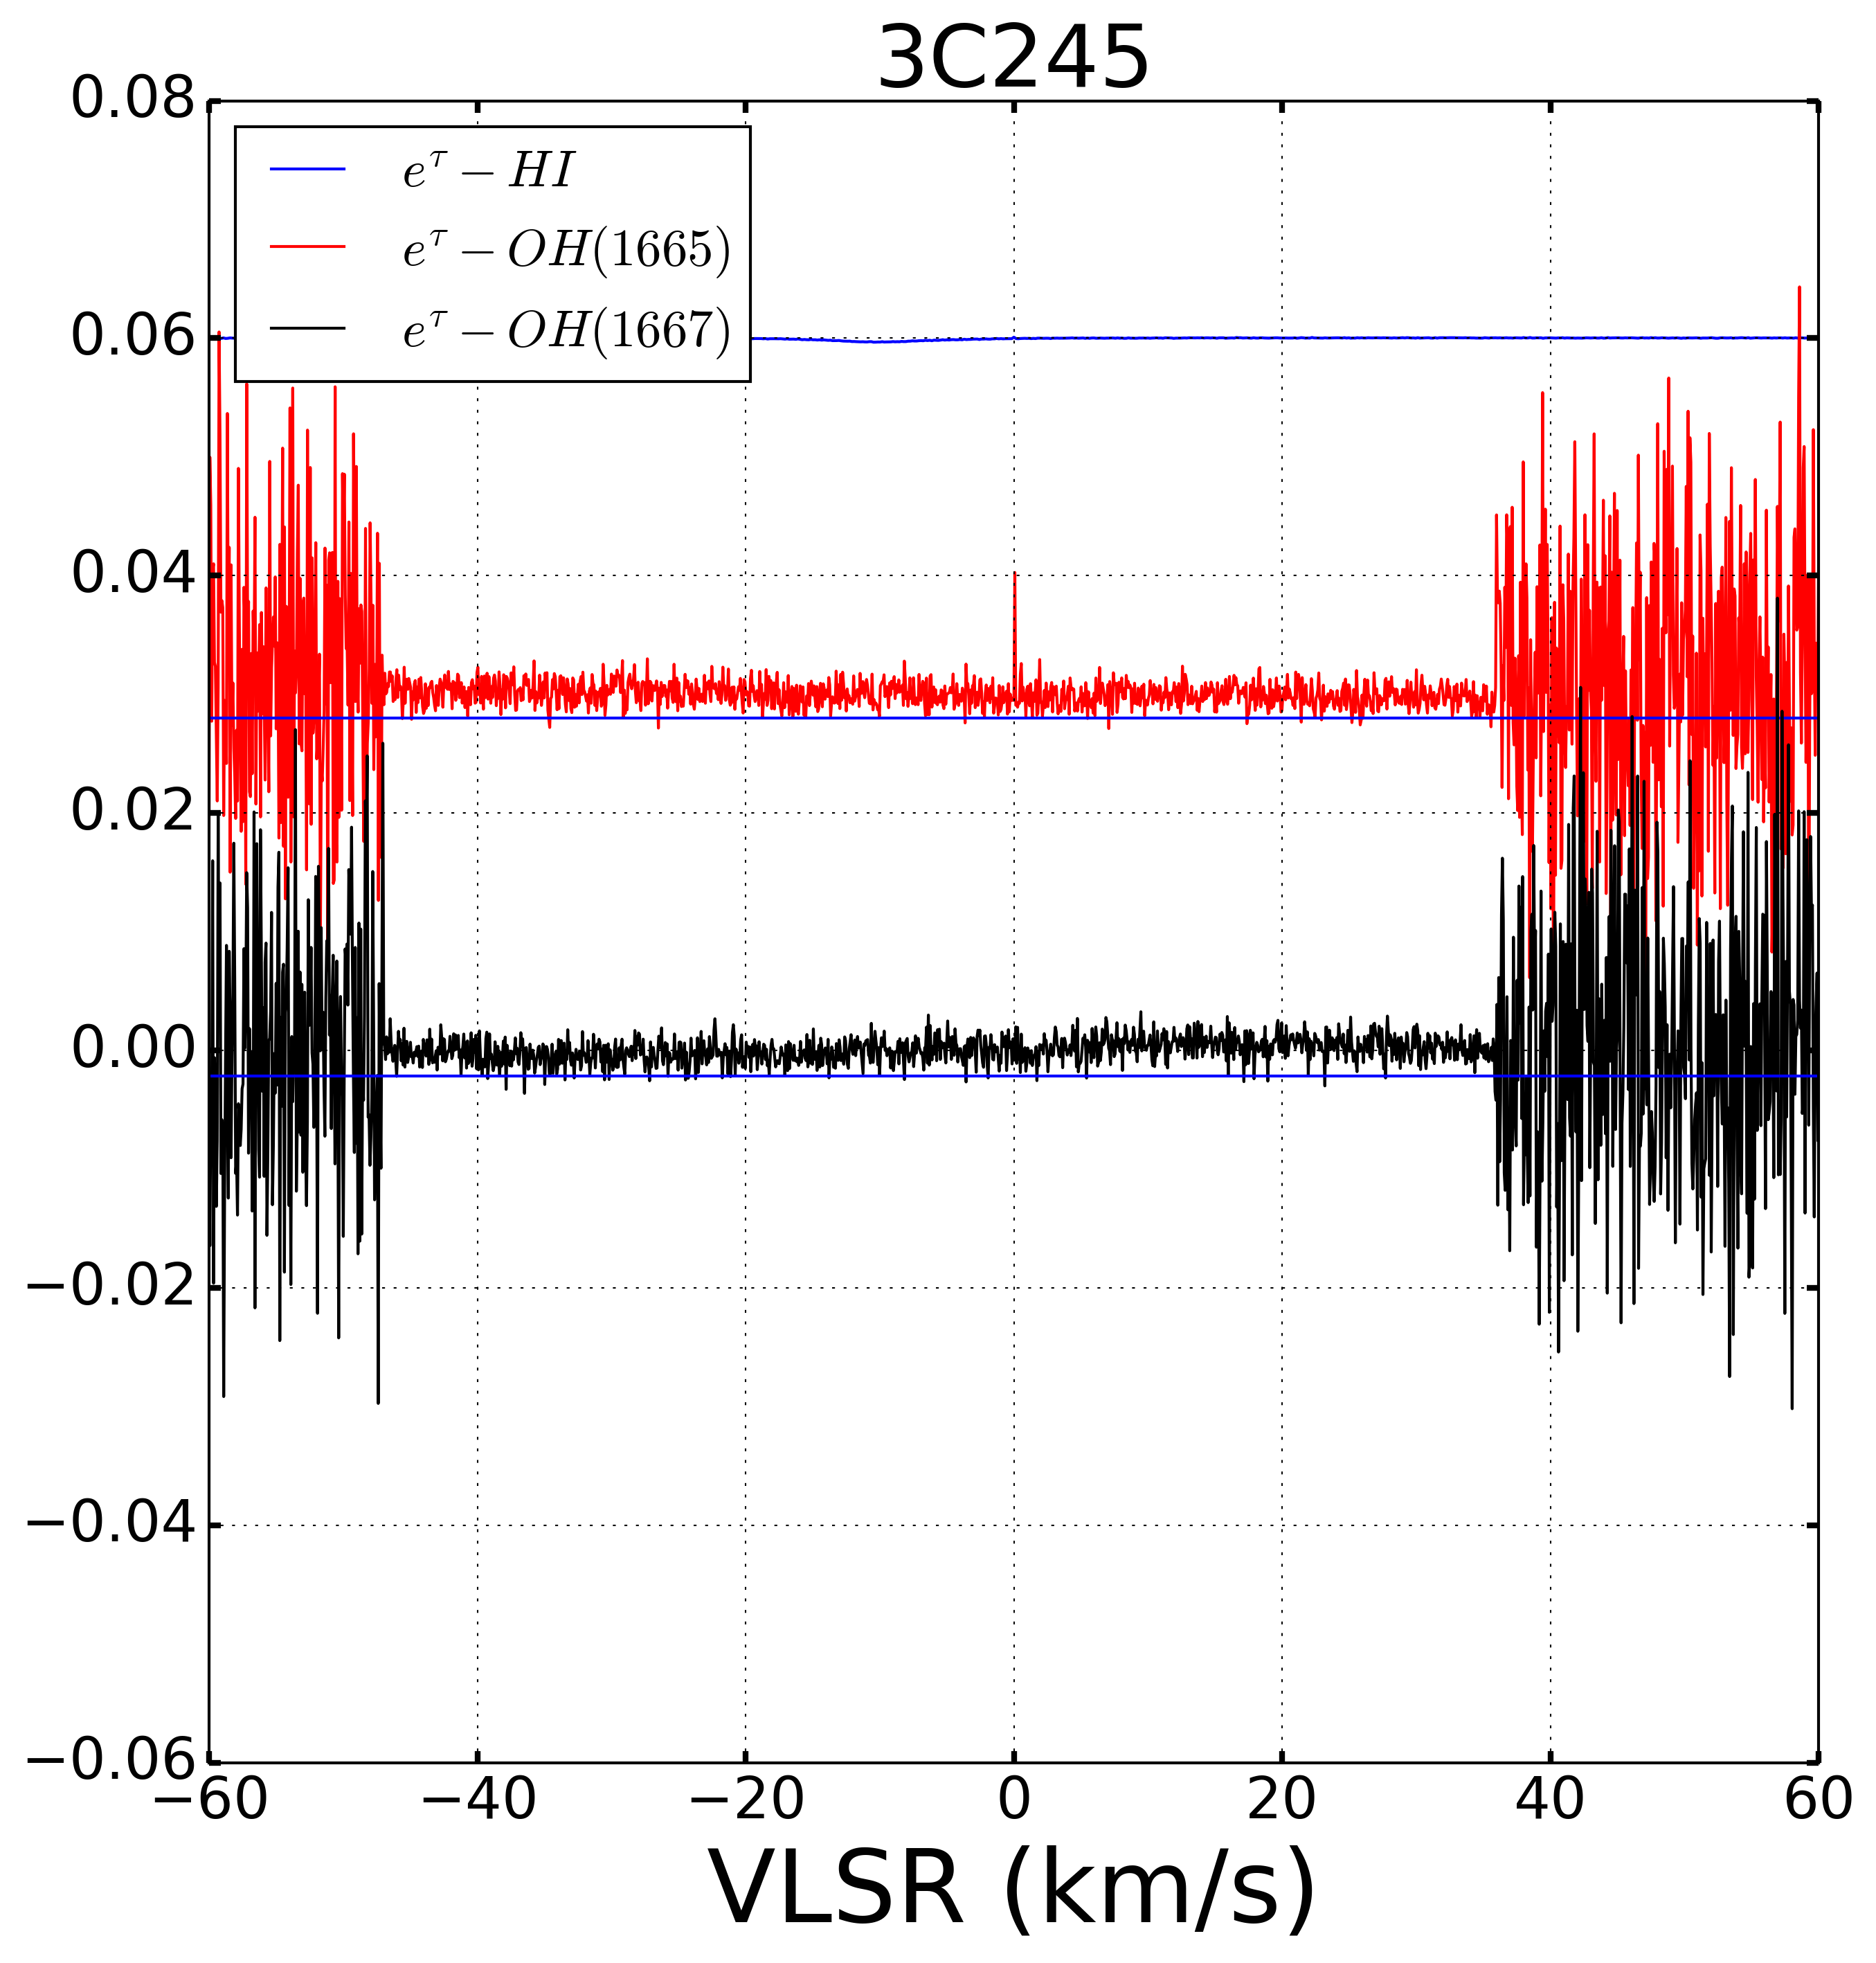 3C245
0.08
0.06
0.04
0.02
0.00
−0.02
−0.04
−0.06
e^τ − HI
e^τ − OH(1665)
e^τ − OH(1667)
−60 −40 −20 0 20 40 60
VLSR (km/s)